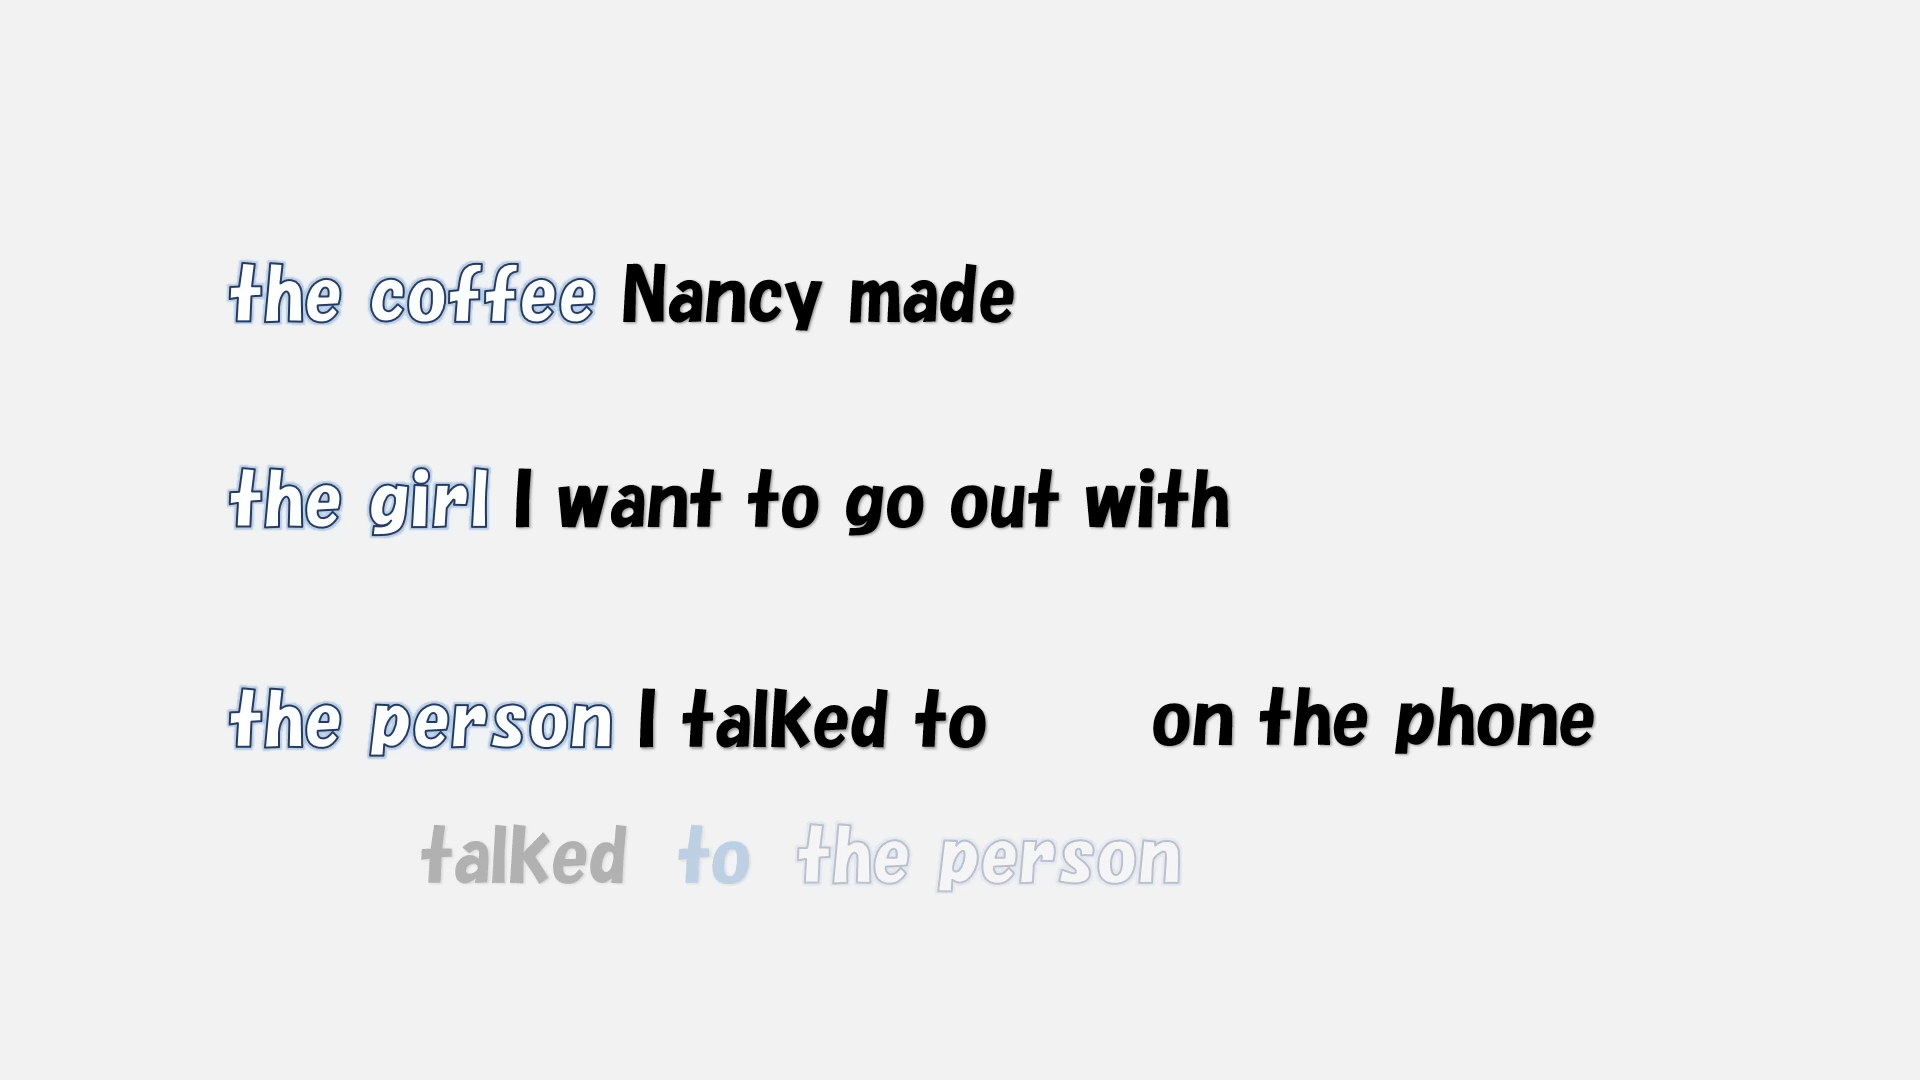 the coffee Nancy made
the girl I want to go out with
the person I talked to on the phone
talked to the person